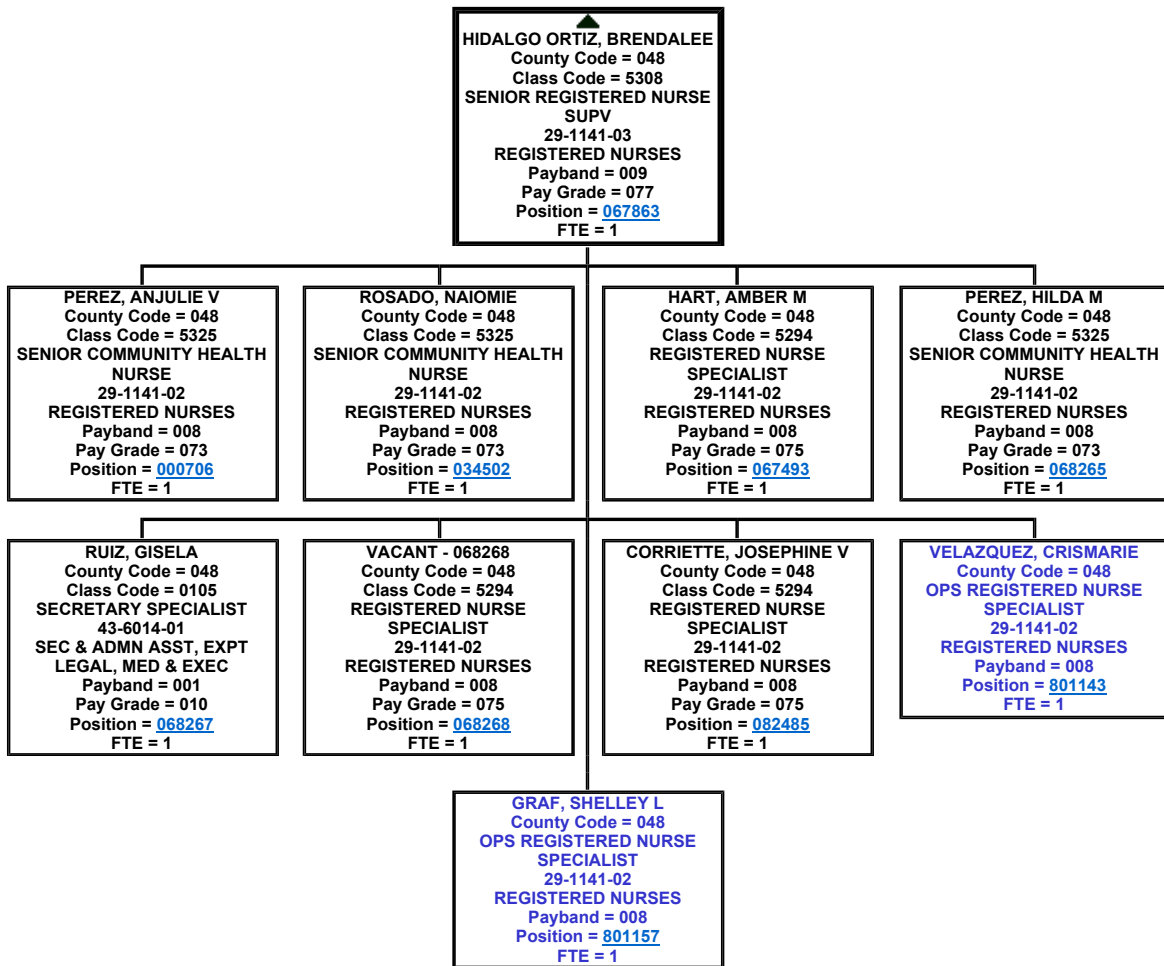 HIDALGO ORTIZ, BRENDALEE
County Code = 048
Class Code = 5308
SENIOR REGISTERED NURSE
SUPV
29-1141-03
REGISTERED NURSES
Payband = 009
Pay Grade = 077
Position = 067863
FTE = 1
PEREZ, ANJULIE V
County Code = 048
Class Code = 5325
SENIOR COMMUNITY HEALTH
NURSE
29-1141-02
REGISTERED NURSES
Payband = 008
Pay Grade = 073
Position = 000706
FTE = 1
ROSADO, NAIOMIE
County Code = 048
Class Code = 5325
SENIOR COMMUNITY HEALTH
NURSE
29-1141-02
REGISTERED NURSES
Payband = 008
Pay Grade = 073
Position = 034502
FTE = 1
HART, AMBER M
County Code = 048
Class Code = 5294
REGISTERED NURSE
SPECIALIST
29-1141-02
REGISTERED NURSES
Payband = 008
Pay Grade = 075
Position = 067493
FTE = 1
PEREZ, HILDA M
County Code = 048
Class Code = 5325
SENIOR COMMUNITY HEALTH
NURSE
29-1141-02
REGISTERED NURSES
Payband = 008
Pay Grade = 073
Position = 068265
FTE = 1
RUIZ, GISELA
County Code = 048
Class Code = 0105
SECRETARY SPECIALIST
43-6014-01
SEC & ADMN ASST, EXPT
LEGAL, MED & EXEC
Payband = 001
Pay Grade = 010
Position = 068267
FTE = 1
VACANT - 068268
County Code = 048
Class Code = 5294
REGISTERED NURSE
SPECIALIST
29-1141-02
REGISTERED NURSES
Payband = 008
Pay Grade = 075
Position = 068268
FTE = 1
CORRIETTE, JOSEPHINE V
County Code = 048
Class Code = 5294
REGISTERED NURSE
SPECIALIST
29-1141-02
REGISTERED NURSES
Payband = 008
Pay Grade = 075
Position = 082485
FTE = 1
VELAZQUEZ, CRISMARIE
County Code = 048
OPS REGISTERED NURSE
SPECIALIST
29-1141-02
REGISTERED NURSES
Payband = 008
Position = 801143
FTE = 1
GRAF, SHELLEY L
County Code = 048
OPS REGISTERED NURSE
SPECIALIST
29-1141-02
REGISTERED NURSES
Payband = 008
Position = 801157
FTE = 1